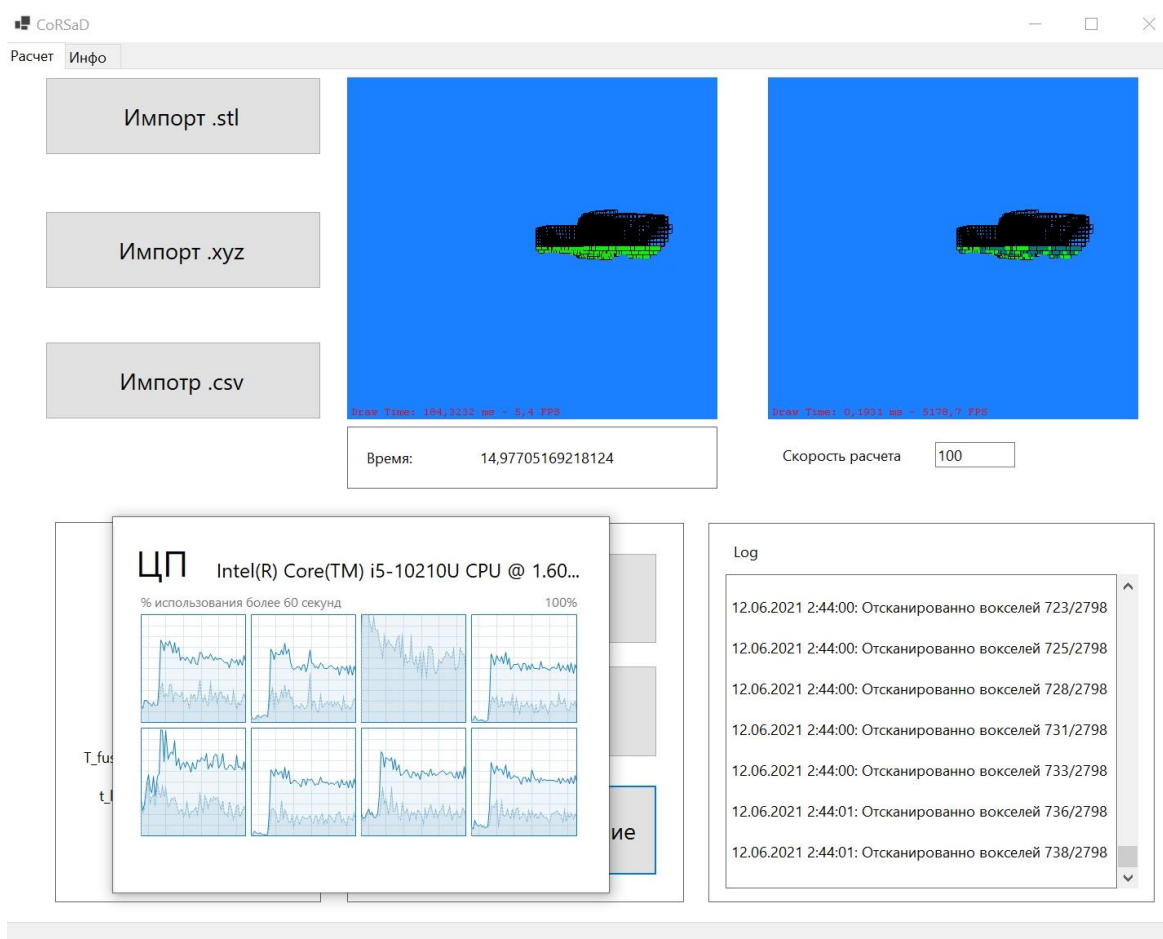 CoRSaD
Расчет Инфо
Импорт .stl
Импорт .xyz
Импотр .csv
Draw Time: 184,3232 ms - 5,4 FPS
Draw Time: 0,1931 ms - 5178,7 FPS
Время: 14,97705169218124
Скорость расчета 100
ЦП Intel(R) Core(TM) i5-10210U CPU @ 1.60...
% использования более 60 секунд 100%
T_fus
ие
Log
12.06.2021 2:44:00: Отсканированно вокселей 723/2798
12.06.2021 2:44:00: Отсканированно вокселей 725/2798
12.06.2021 2:44:00: Отсканированно вокселей 728/2798
12.06.2021 2:44:00: Отсканированно вокселей 731/2798
12.06.2021 2:44:00: Отсканированно вокселей 733/2798
12.06.2021 2:44:01: Отсканированно вокселей 736/2798
12.06.2021 2:44:01: Отсканированно вокселей 738/2798